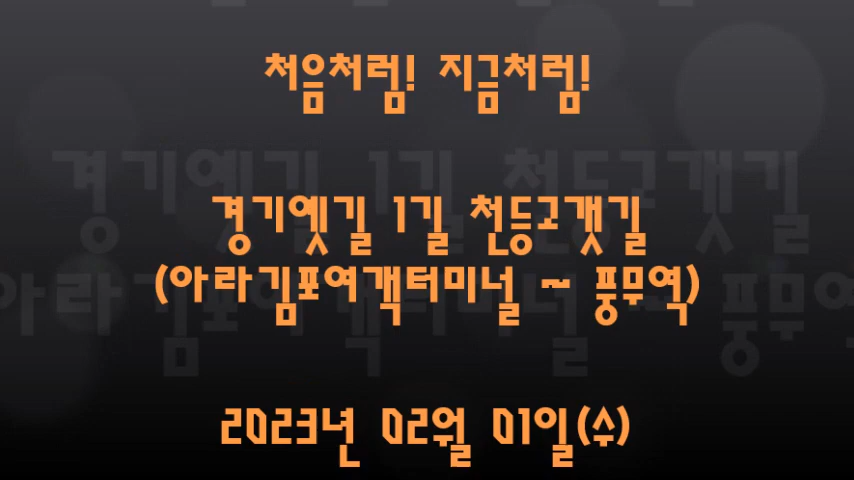 처음처럼! 지금처럼!
경기옛길 1길 천등고갯길
(아라김포여객터미널 ~ 풍무역)
2023년 02월 01일(수)